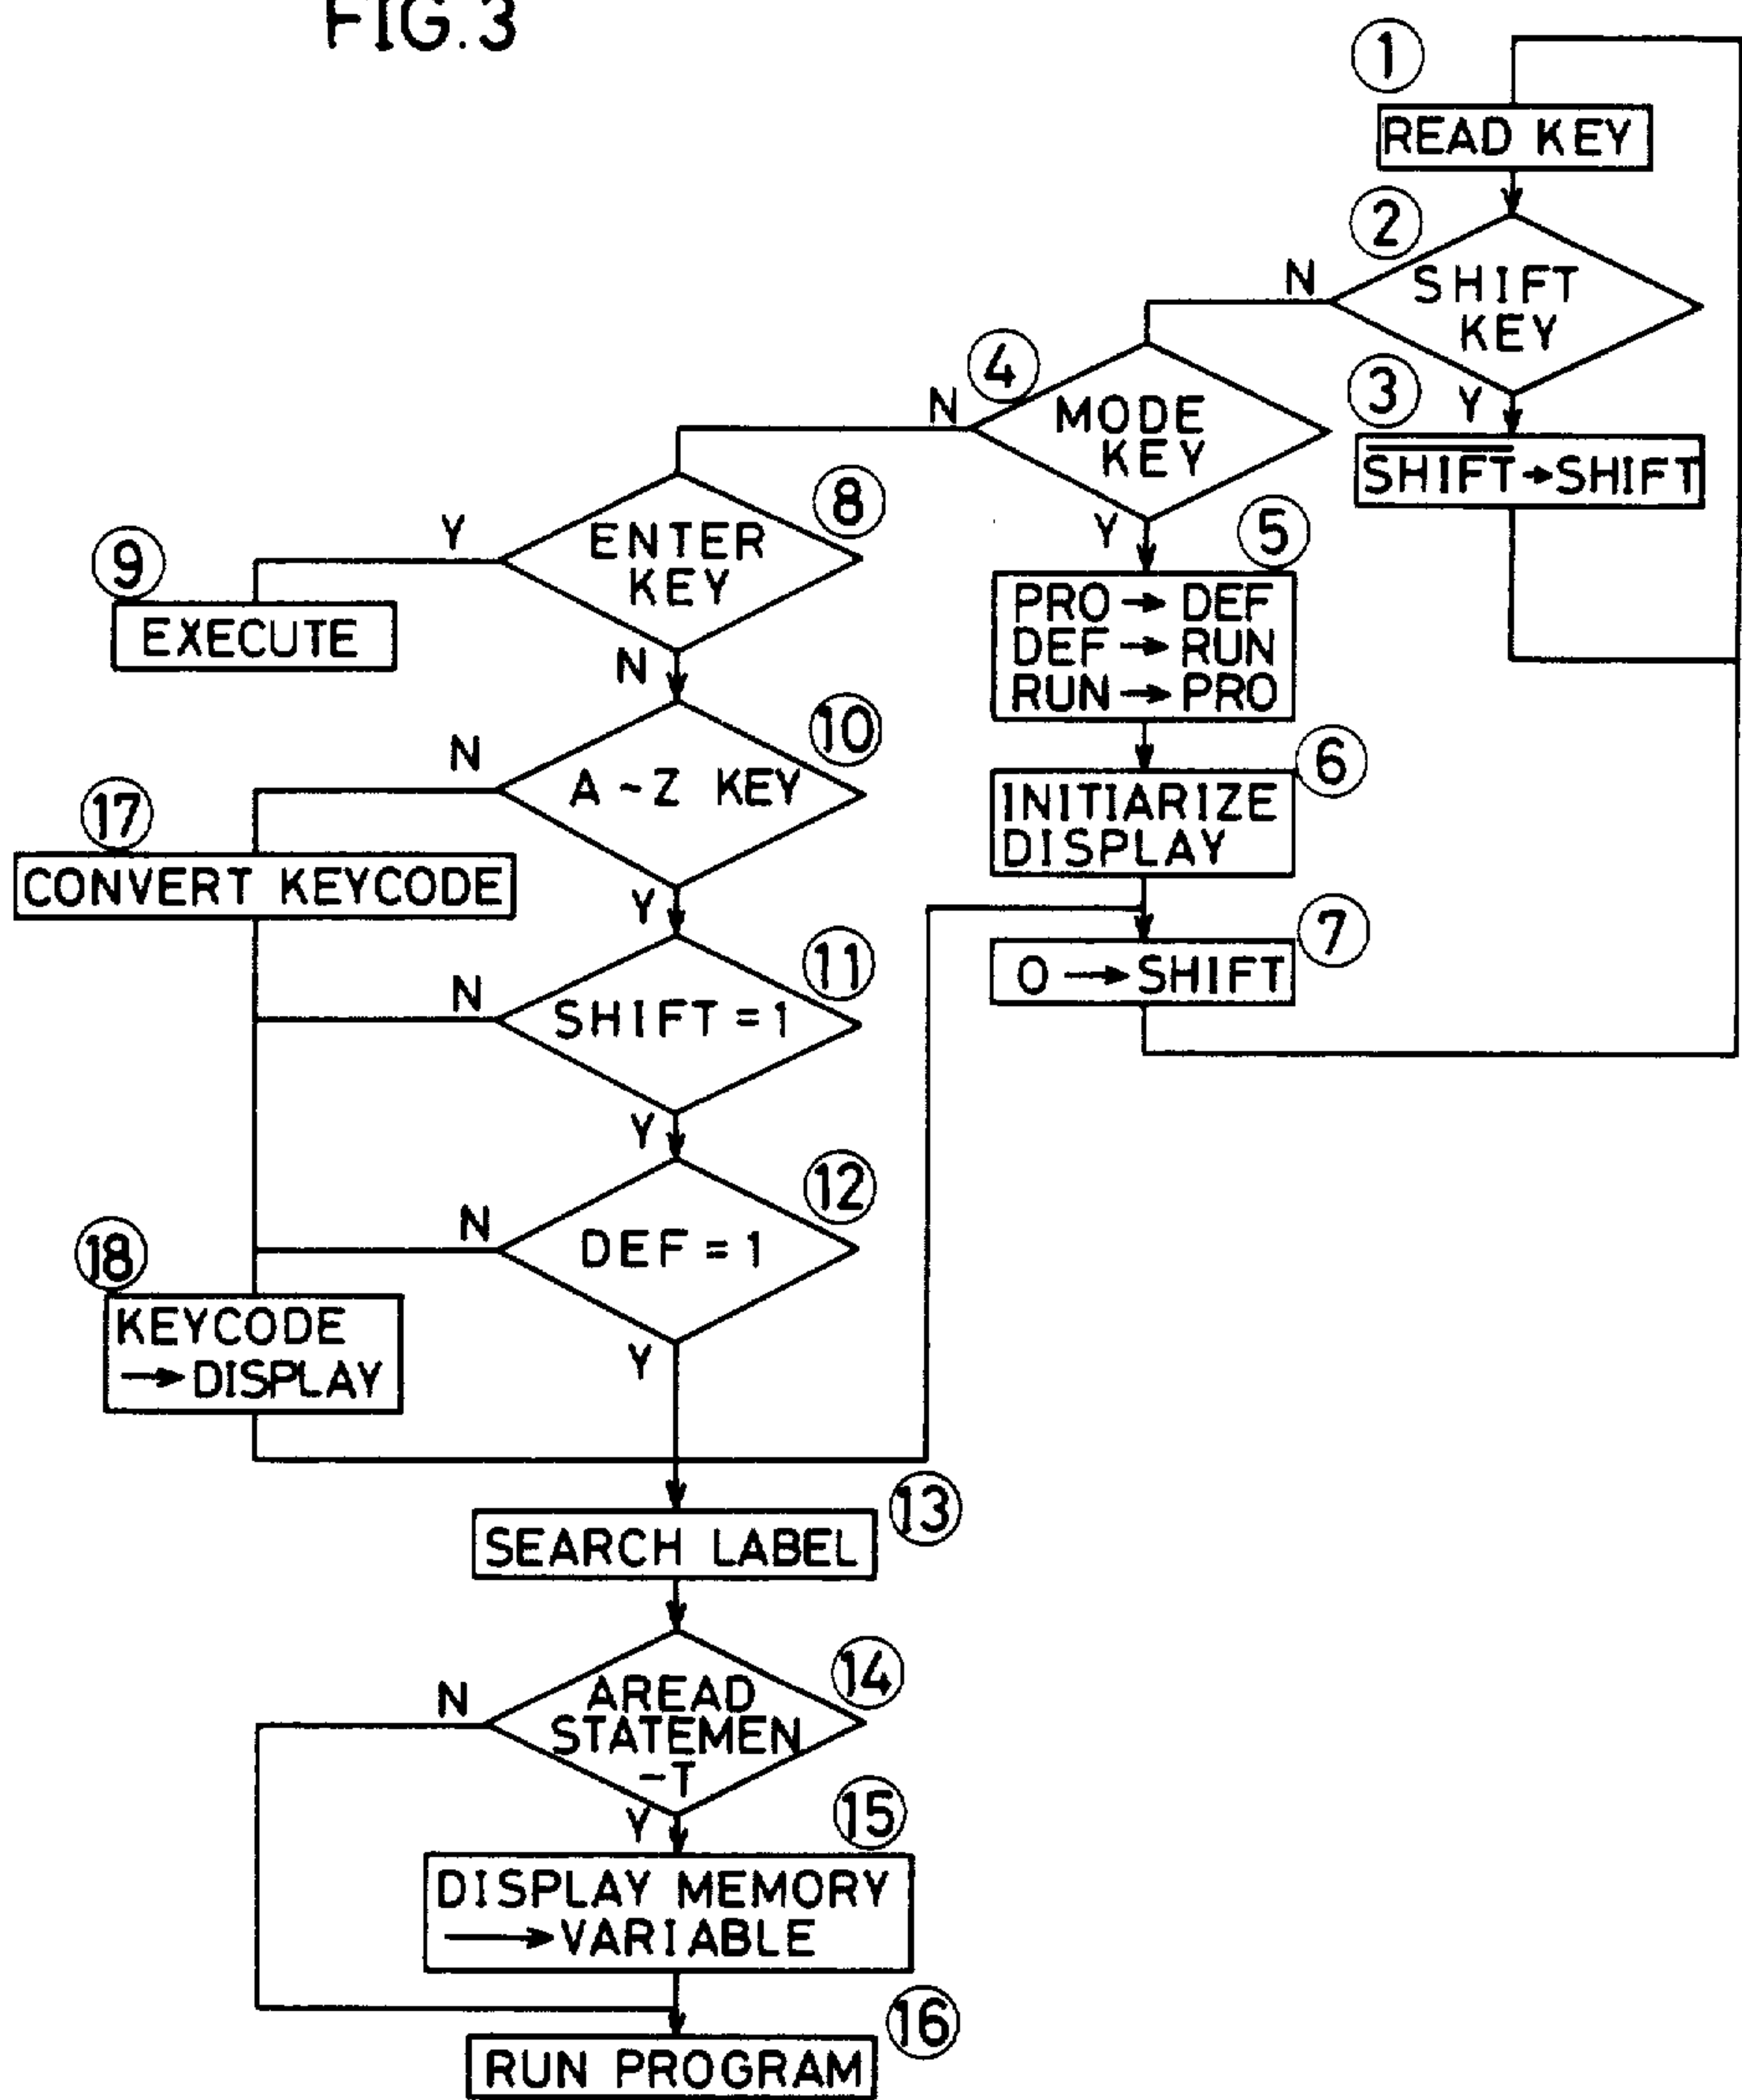 FIG.3
①
READ KEY
②
SHIFT
KEY
N
Y
③
S̅H̅I̅F̅T̅→SHIFT
④
MODE
KEY
N
Y
⑤
PRO→DEF
DEF→RUN
RUN→PRO
⑥
INITIARIZE
DISPLAY
⑦
0→SHIFT
⑧
ENTER
KEY
Y
N
⑨
EXECUTE
⑩
A~Z KEY
N
Y
⑰
CONVERT KEYCODE
⑪
SHIFT=1
N
Y
⑫
DEF=1
N
Y
⑱
KEYCODE
→DISPLAY
⑬
SEARCH LABEL
⑭
AREAD
STATEMEN
-T
N
Y
⑮
DISPLAY MEMORY
→VARIABLE
⑯
RUN PROGRAM